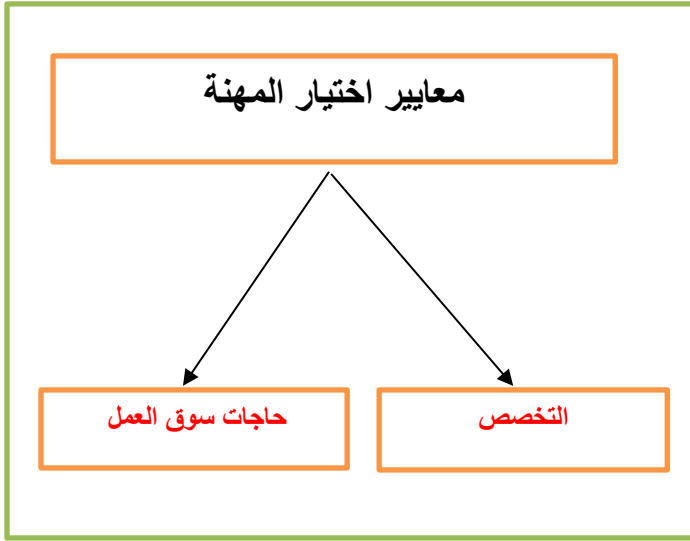 معايير اختيار المهنة
التخصص
حاجات سوق العمل